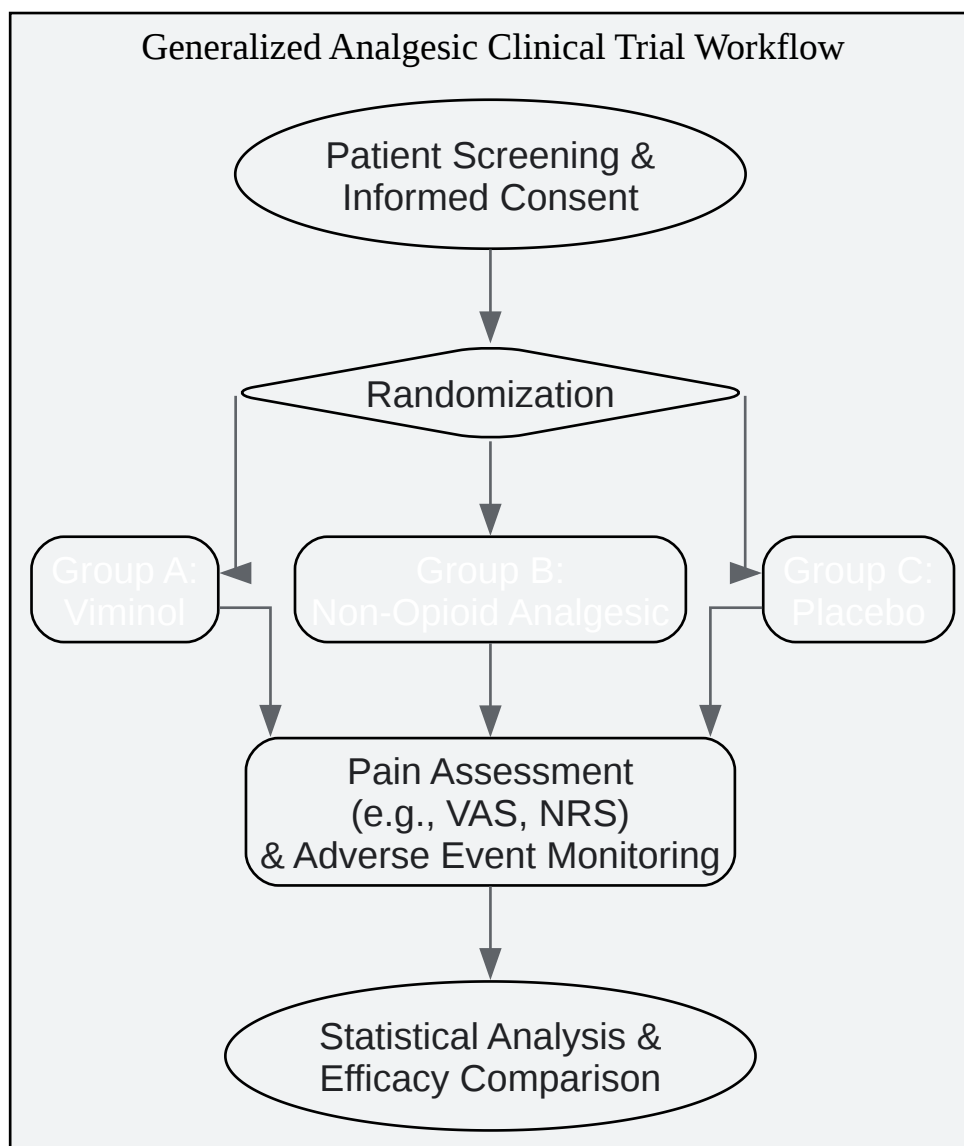 Generalized Analgesic Clinical Trial Workflow
Patient Screening &
Informed Consent
Randomization
Group A:
Viminol
Group B:
Non-Opioid Analgesic
Group C:
Placebo
Pain Assessment
(e.g., VAS, NRS)
& Adverse Event Monitoring
Statistical Analysis &
Efficacy Comparison